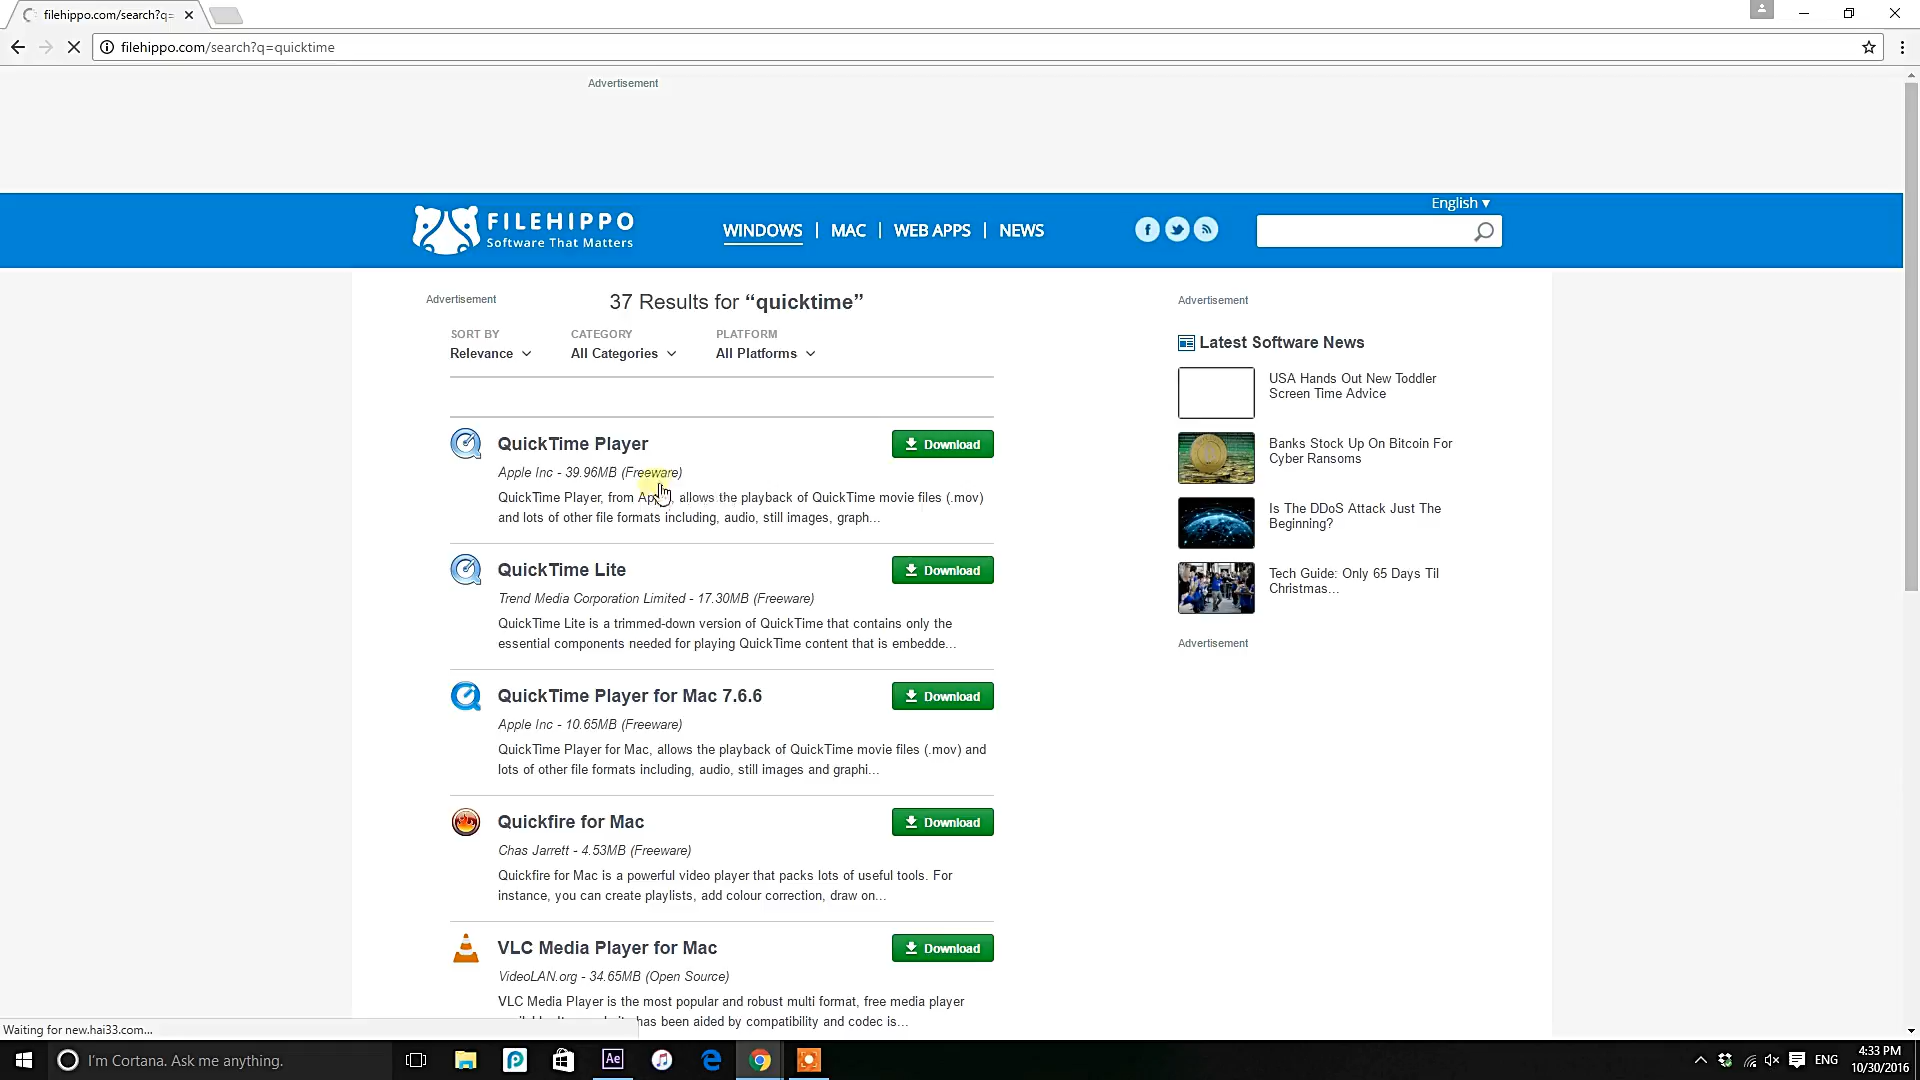 filehippo.com/search?q=
filehippo.com/search?q=quicktime
Advertisement
English ▾
FILEHIPPO
Software That Matters
WINDOWS | MAC | WEB APPS | NEWS
Advertisement
37 Results for “quicktime”
SORT BY
Relevance
CATEGORY
All Categories
PLATFORM
All Platforms
QuickTime Player
Download
Apple Inc - 39.96MB (Freeware)
QuickTime Player, from allows the playback of QuickTime movie files (.mov)
and lots of other file formats including, audio, still images, graph...
QuickTime Lite
Download
Trend Media Corporation Limited - 17.30MB (Freeware)
QuickTime Lite is a trimmed-down version of QuickTime that contains only the
essential components needed for playing QuickTime content that is embedde...
QuickTime Player for Mac 7.6.6
Download
Apple Inc - 10.65MB (Freeware)
QuickTime Player for Mac, allows the playback of QuickTime movie files (.mov) and
lots of other file formats including, audio, still images and graphi...
Quickfire for Mac
Download
Chas Jarrett - 4.53MB (Freeware)
Quickfire for Mac is a powerful video player that packs lots of useful tools. For
instance, you can create playlists, add colour correction, draw on...
VLC Media Player for Mac
Download
VideoLAN.org - 34.65MB (Open Source)
VLC Media Player is the most popular and robust multi format, free media player
has been aided by compatibility and codec is...
Advertisement
Latest Software News
USA Hands Out New Toddler
Screen Time Advice
Banks Stock Up On Bitcoin For
Cyber Ransoms
Is The DDoS Attack Just The
Beginning?
Tech Guide: Only 65 Days Til
Christmas...
Advertisement
Waiting for new.hai33.com...
I'm Cortana. Ask me anything.
Ae
ENG
4:33 PM
10/30/2016